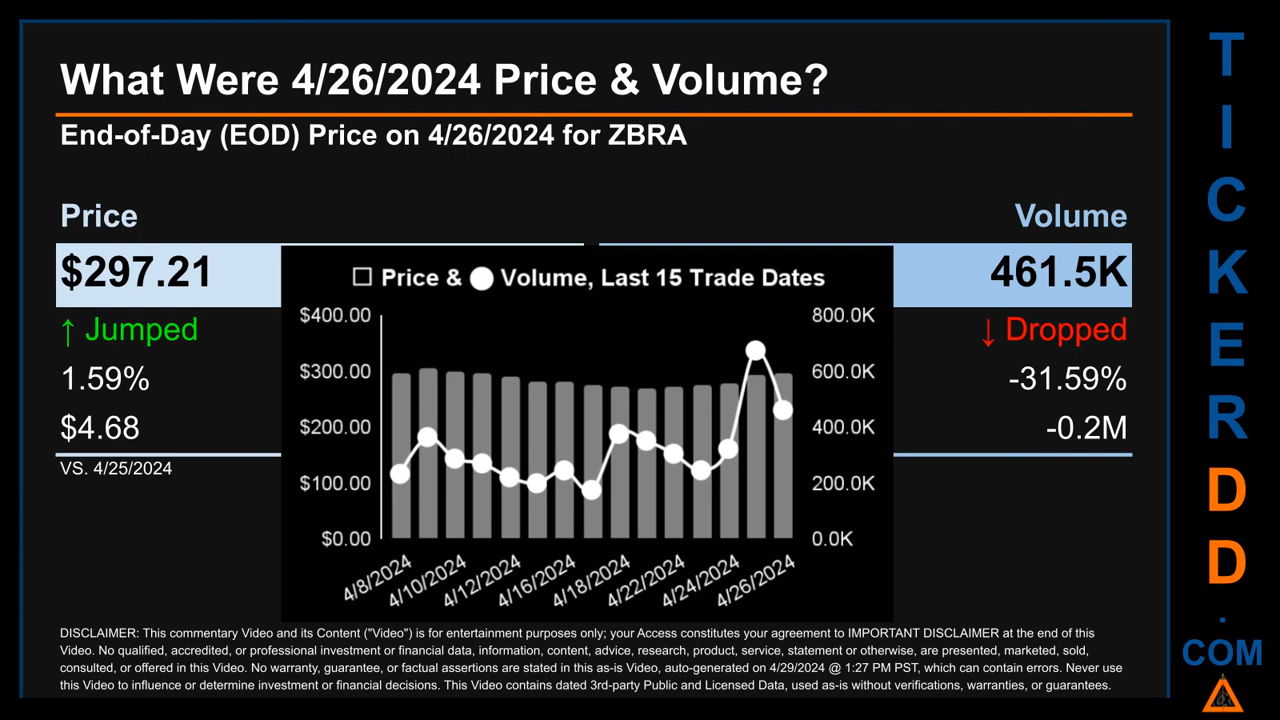 What Were 4/26/2024 Price & Volume?
End-of-Day (EOD) Price on 4/26/2024 for ZBRA
Price
Volume
$297.21
461.5K
↑ Jumped
↓ Dropped
1.59%
-31.59%
$4.68
-0.2M
VS. 4/25/2024
Price & Volume, Last 15 Trade Dates
$400.00
$300.00
$200.00
$100.00
$0.00
800.0K
600.0K
400.0K
200.0K
0.0K
4/8/2024
4/10/2024
4/12/2024
4/16/2024
4/18/2024
4/22/2024
4/24/2024
4/26/2024
DISCLAIMER: This commentary Video and its Content ("Video") is for entertainment purposes only; your Access constitutes your agreement to IMPORTANT DISCLAIMER at the end of this
Video. No qualified, accredited, or professional investment or financial data, information, content, advice, research, product, service, statement or otherwise, are presented, marketed, sold,
consulted, or offered in this Video. No warranty, guarantee, or factual assertions are stated in this as-is Video, auto-generated on 4/29/2024 @ 1:27 PM PST, which can contain errors. Never use
this Video to influence or determine investment or financial decisions. This Video contains dated 3rd-party Public and Licensed Data, used as-is without verifications, warranties, or guarantees.
T
I
C
K
E
R
D
D
.
COM